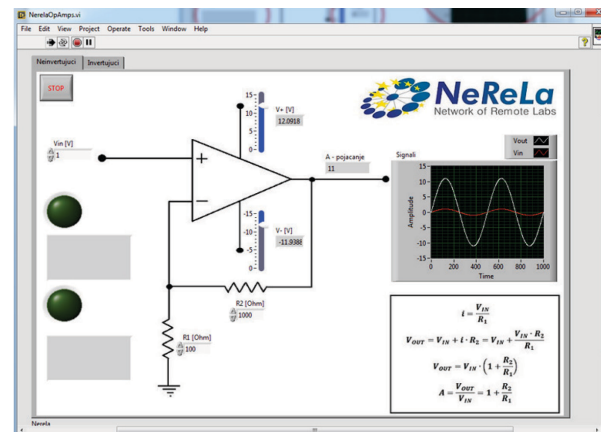 NerelaOpAmps.vi
File Edit View Project Operate Tools Window Help
Neinvertujuci Invertujuci
STOP
NeReLa
Network of Remote Labs
V+ [V]
15
10
5
0
12.0918
Vin [V]
1
+
−
A - pojacanje
11
Vout
Vin
Signali
15
10
5
0
-5
-10
-15
Amplitude
0 200 400 600 800 1000
Time
-15
-10
-5
0
V- [V]
-11.9388
R2 [Ohm]
1000
R1 [Ohm]
100
i = V_IN / R_1
V_OUT = V_IN + i · R_2 = V_IN + V_IN · R_2 / R_1
V_OUT = V_IN · (1 + R_2 / R_1)
A = V_OUT / V_IN = 1 + R_2 / R_1
Nerela